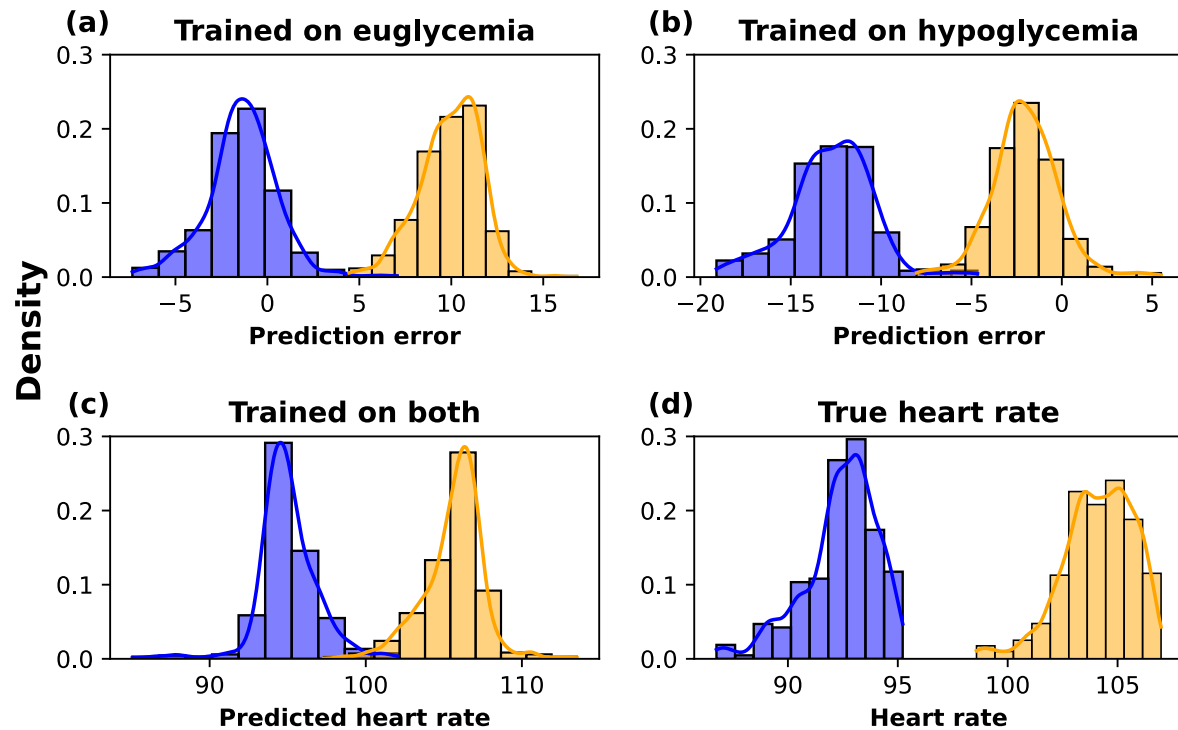 (a) Trained on euglycemia
0.3
0.2
0.1
0.0
−5 0 5 10 15
Prediction error
(b) Trained on hypoglycemia
0.3
0.2
0.1
0.0
−20 −15 −10 −5 0 5
Prediction error
Density
(c) Trained on both
0.3
0.2
0.1
0.0
90 100 110
Predicted heart rate
(d) True heart rate
0.3
0.2
0.1
0.0
90 95 100 105
Heart rate